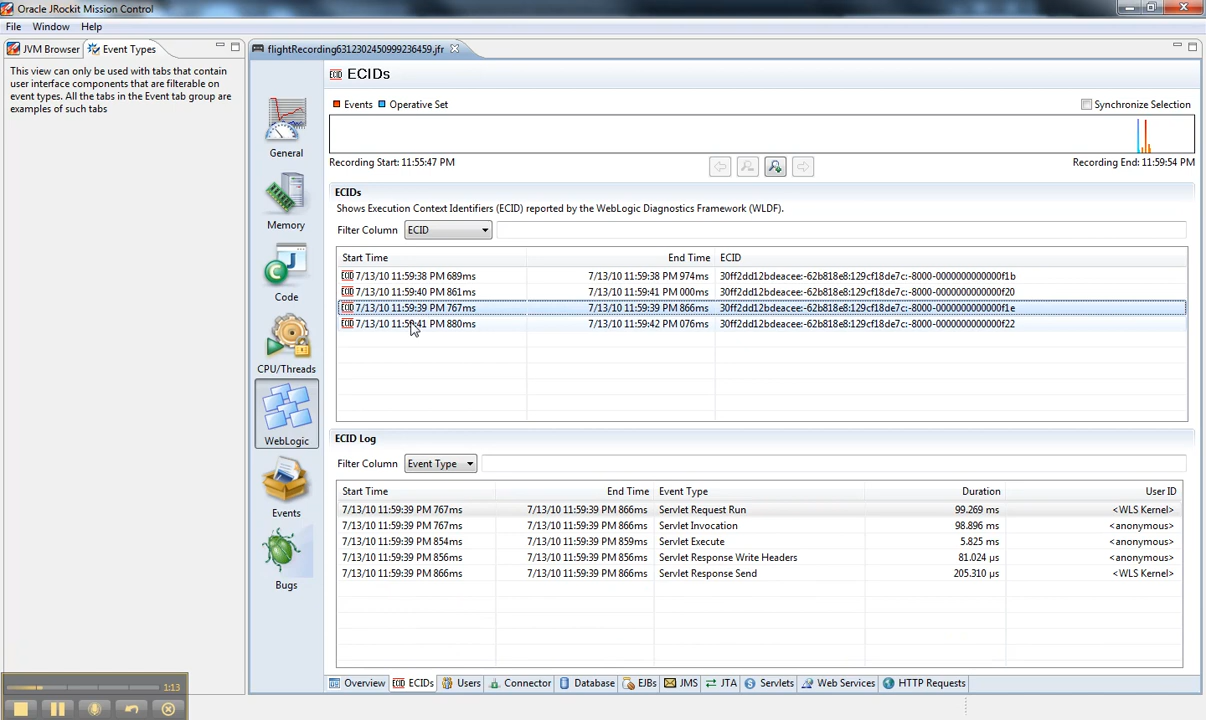 Oracle JRockit Mission Control
File Window Help
JVM Browser Event Types
This view can only be used with tabs that contain
user interface components that are filterable on
event types. All the tabs in the Event tab group are
examples of such tabs
flightRecording6312302450999236459.jfr
General
Memory
Code
CPU/Threads
WebLogic
Events
Bugs
ECID ECIDs
Events Operative Set Synchronize Selection
Recording Start: 11:55:47 PM Recording End: 11:59:54 PM
ECIDs
Shows Execution Context Identifiers (ECID) reported by the WebLogic Diagnostics Framework (WLDF).
Filter Column ECID
Start Time End Time ECID
ECID 7/13/10 11:59:38 PM 689ms 7/13/10 11:59:38 PM 974ms 30ff2dd12bdeacee:-62b818e8:129cf18de7c:-8000-0000000000000f1b
ECID 7/13/10 11:59:40 PM 861ms 7/13/10 11:59:41 PM 000ms 30ff2dd12bdeacee:-62b818e8:129cf18de7c:-8000-0000000000000f20
ECID 7/13/10 11:59:39 PM 767ms 7/13/10 11:59:39 PM 866ms 30ff2dd12bdeacee:-62b818e8:129cf18de7c:-8000-0000000000000f1e
ECID 7/13/10 11:59:41 PM 880ms 7/13/10 11:59:42 PM 076ms 30ff2dd12bdeacee:-62b818e8:129cf18de7c:-8000-0000000000000f22
ECID Log
Filter Column Event Type
Start Time End Time Event Type Duration User ID
7/13/10 11:59:39 PM 767ms 7/13/10 11:59:39 PM 866ms Servlet Request Run 99.269 ms <WLS Kernel>
7/13/10 11:59:39 PM 767ms 7/13/10 11:59:39 PM 866ms Servlet Invocation 98.896 ms <anonymous>
7/13/10 11:59:39 PM 854ms 7/13/10 11:59:39 PM 859ms Servlet Execute 5.825 ms <anonymous>
7/13/10 11:59:39 PM 856ms 7/13/10 11:59:39 PM 856ms Servlet Response Write Headers 81.024 µs <anonymous>
7/13/10 11:59:39 PM 866ms 7/13/10 11:59:39 PM 866ms Servlet Response Send 205.310 µs <WLS Kernel>
Overview ECID ECIDs Users Connector Database EJBs JMS JTA Servlets Web Services HTTP Requests
1:13